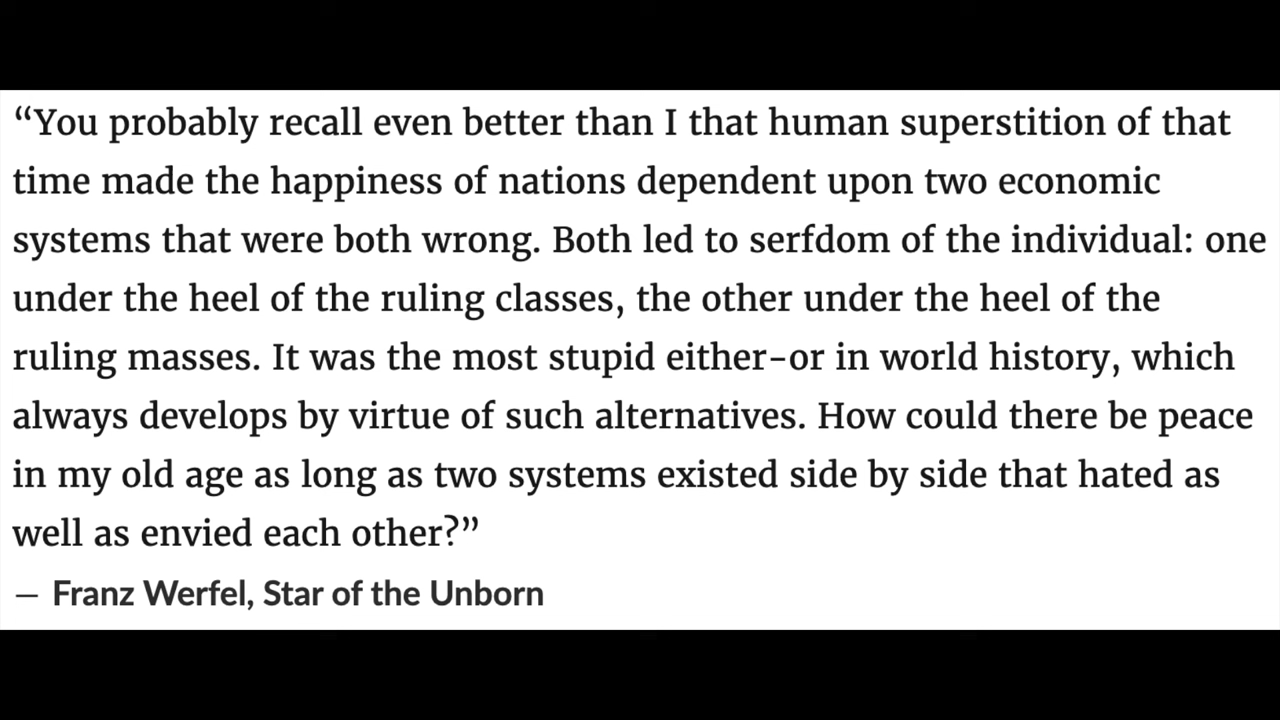 “You probably recall even better than I that human superstition of that
time made the happiness of nations dependent upon two economic
systems that were both wrong. Both led to serfdom of the individual: one
under the heel of the ruling classes, the other under the heel of the
ruling masses. It was the most stupid either-or in world history, which
always develops by virtue of such alternatives. How could there be peace
in my old age as long as two systems existed side by side that hated as
well as envied each other?”
— Franz Werfel, Star of the Unborn